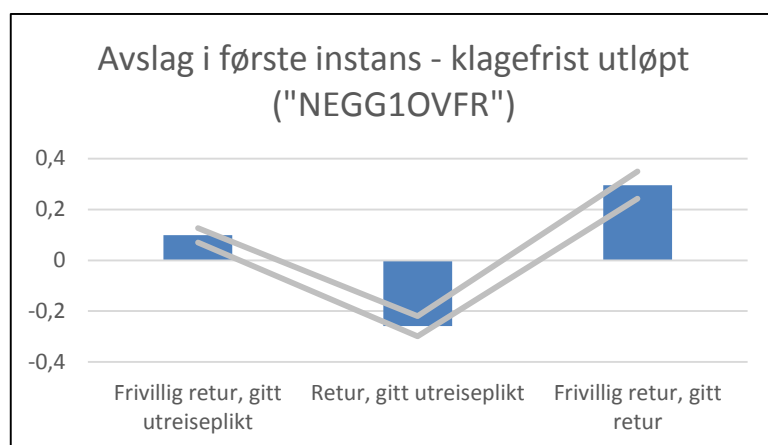 Avslag i første instans - klagefrist utløpt
("NEGG1OVFR")
0,4
0,2
0
-0,2
-0,4
Frivillig retur, gitt
utreiseplikt
Retur, gitt utreiseplikt
Frivillig retur, gitt
retur